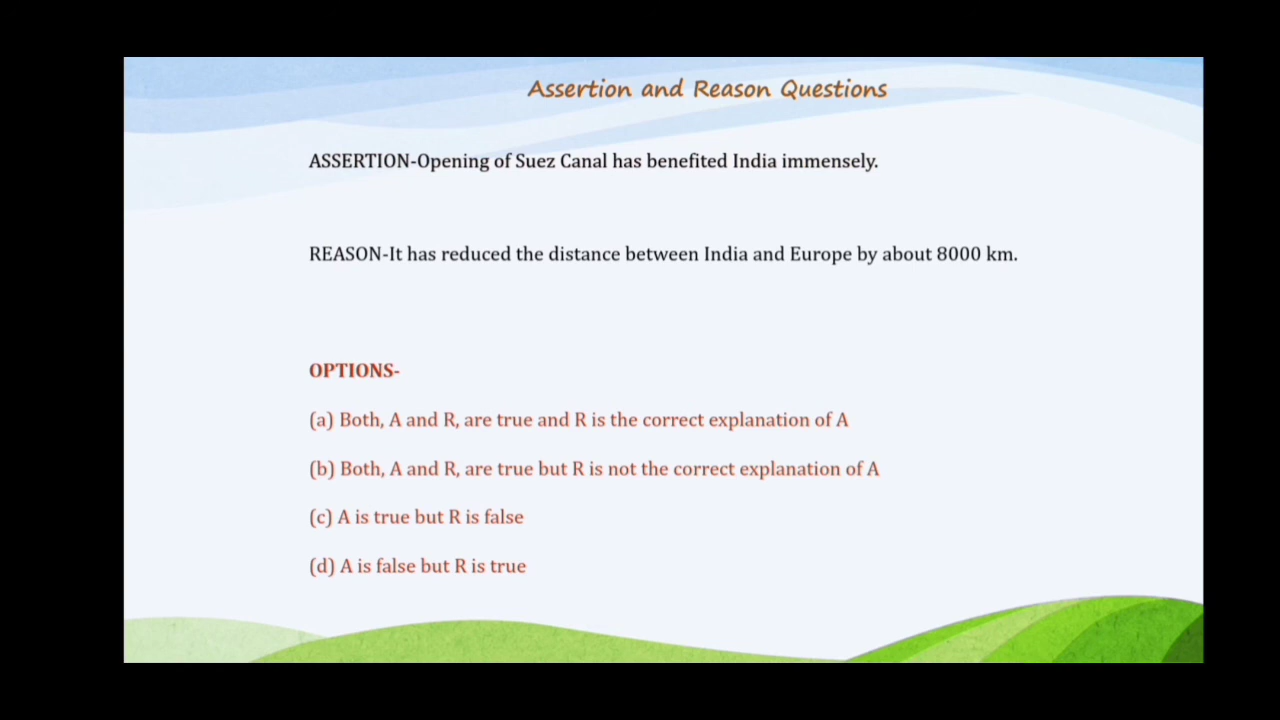 Assertion and Reason Questions
ASSERTION-Opening of Suez Canal has benefited India immensely.
REASON-It has reduced the distance between India and Europe by about 8000 km.
OPTIONS-
(a) Both, A and R, are true and R is the correct explanation of A
(b) Both, A and R, are true but R is not the correct explanation of A
(c) A is true but R is false
(d) A is false but R is true